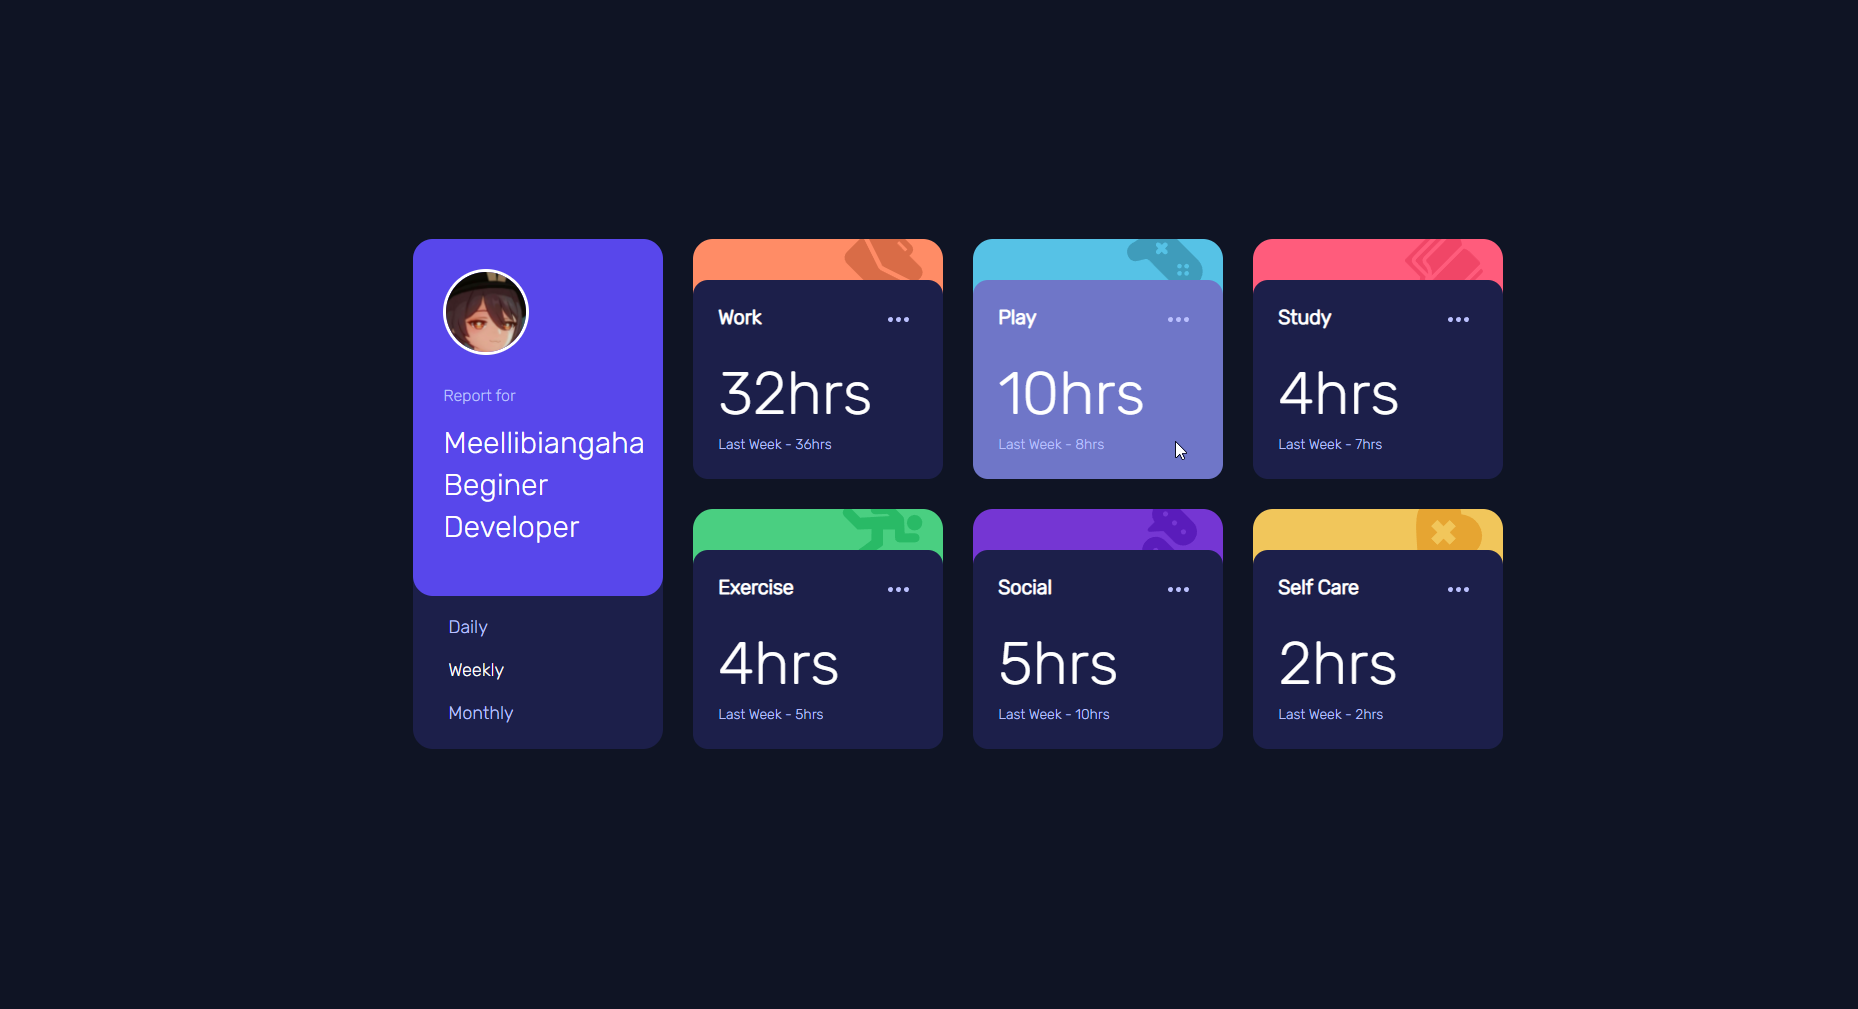 Report for
Meellibiangaha
Beginer
Developer
Daily
Weekly
Monthly
Work
32hrs
Last Week - 36hrs
Play
10hrs
Last Week - 8hrs
Study
4hrs
Last Week - 7hrs
Exercise
4hrs
Last Week - 5hrs
Social
5hrs
Last Week - 10hrs
Self Care
2hrs
Last Week - 2hrs